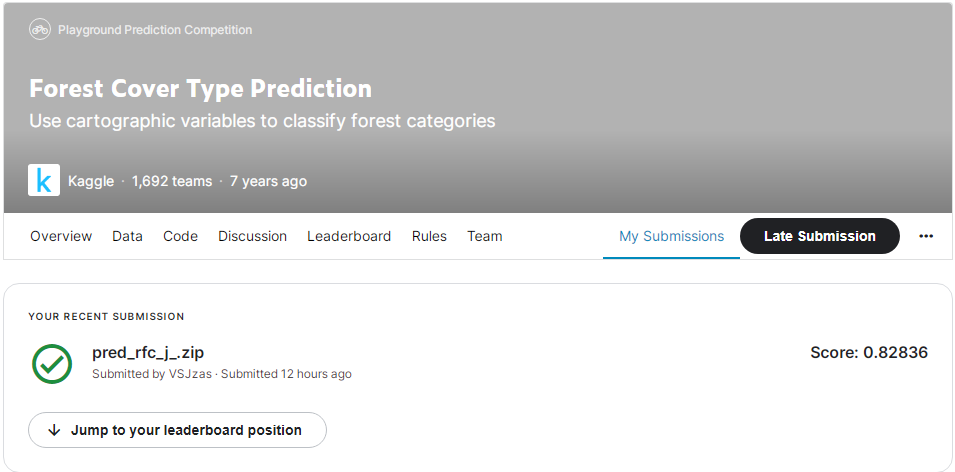 Playground Prediction Competition
Forest Cover Type Prediction
Use cartographic variables to classify forest categories
k
Kaggle · 1,692 teams · 7 years ago
Overview Data Code Discussion Leaderboard Rules Team My Submissions Late Submission ···
YOUR RECENT SUBMISSION
pred_rfc_j_.zip Score: 0.82836
Submitted by VSJzas · Submitted 12 hours ago
Jump to your leaderboard position